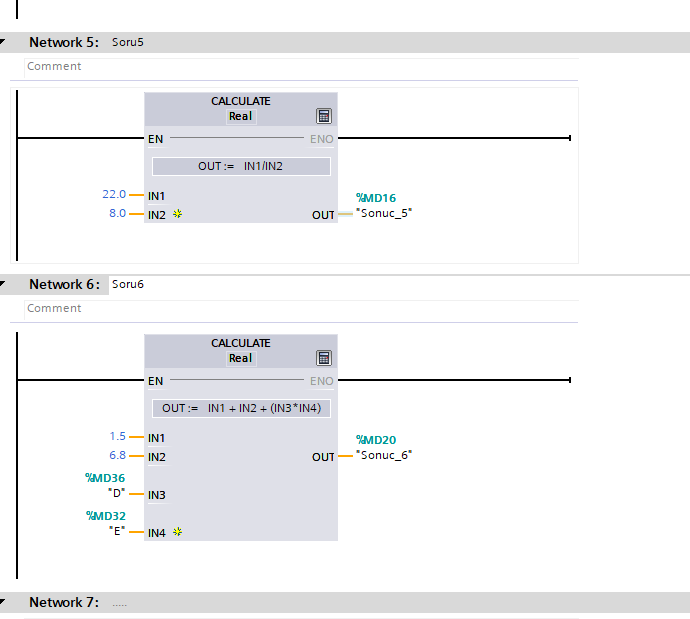 Network 5: Soru5
Comment
CALCULATE
Real
EN ENO
OUT := IN1/IN2
22.0 IN1
%MD16
8.0 IN2 OUT "Sonuc_5"
Network 6: Soru6
Comment
CALCULATE
Real
EN ENO
OUT := IN1 + IN2 + (IN3*IN4)
1.5 IN1
%MD20
6.8 IN2 OUT "Sonuc_6"
%MD36
"D" IN3
%MD32
"E" IN4
Network 7: .....